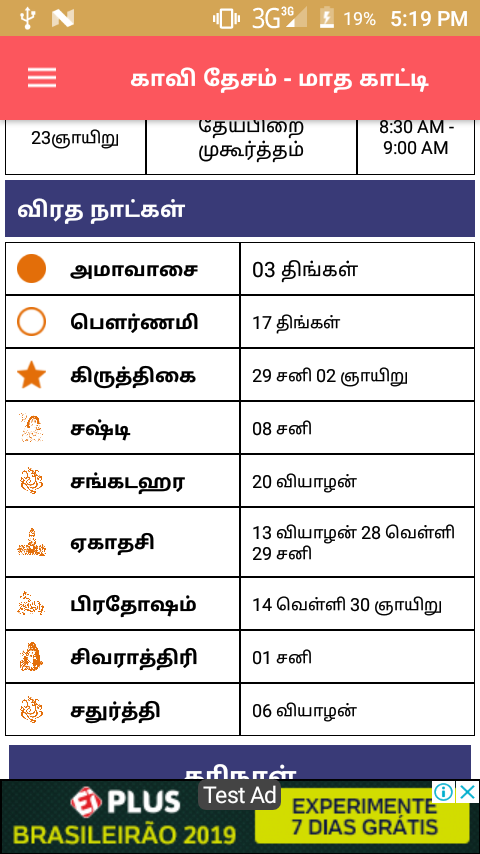 3G 3G 19% 5:19 PM
காவி தேசம் - மாத காட்டி
23ஞாயிறு
தேய்பிறை
முகூர்த்தம்
8:30 AM -
9:00 AM
விரத நாட்கள்
அமாவாசை 03 திங்கள்
பௌர்ணமி 17 திங்கள்
கிருத்திகை 29 சனி 02 ஞாயிறு
சஷ்டி 08 சனி
சங்கடஹர 20 வியாழன்
ஏகாதசி 13 வியாழன் 28 வெள்ளி
29 சனி
பிரதோஷம் 14 வெள்ளி 30 ஞாயிறு
சிவராத்திரி 01 சனி
சதுர்த்தி 06 வியாழன்
கரிநாள்
Test Ad
EI PLUS
BRASILEIRÃO 2019
EXPERIMENTE
7 DIAS GRÁTIS